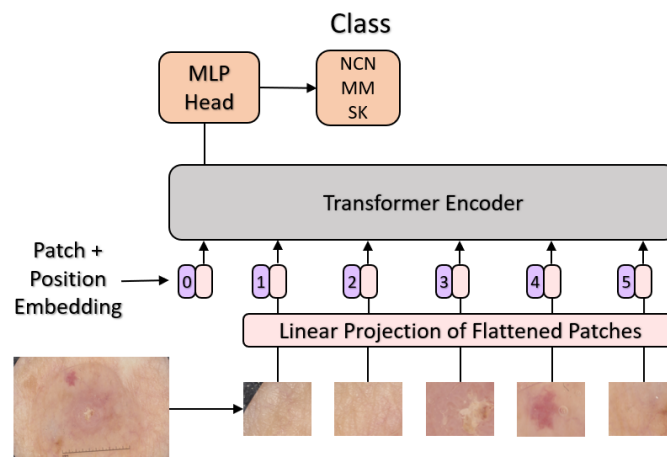 Class
MLP
Head
NCN
MM
SK
Transformer Encoder
Patch +
Position
Embedding
0 1 2 3 4 5
Linear Projection of Flattened Patches